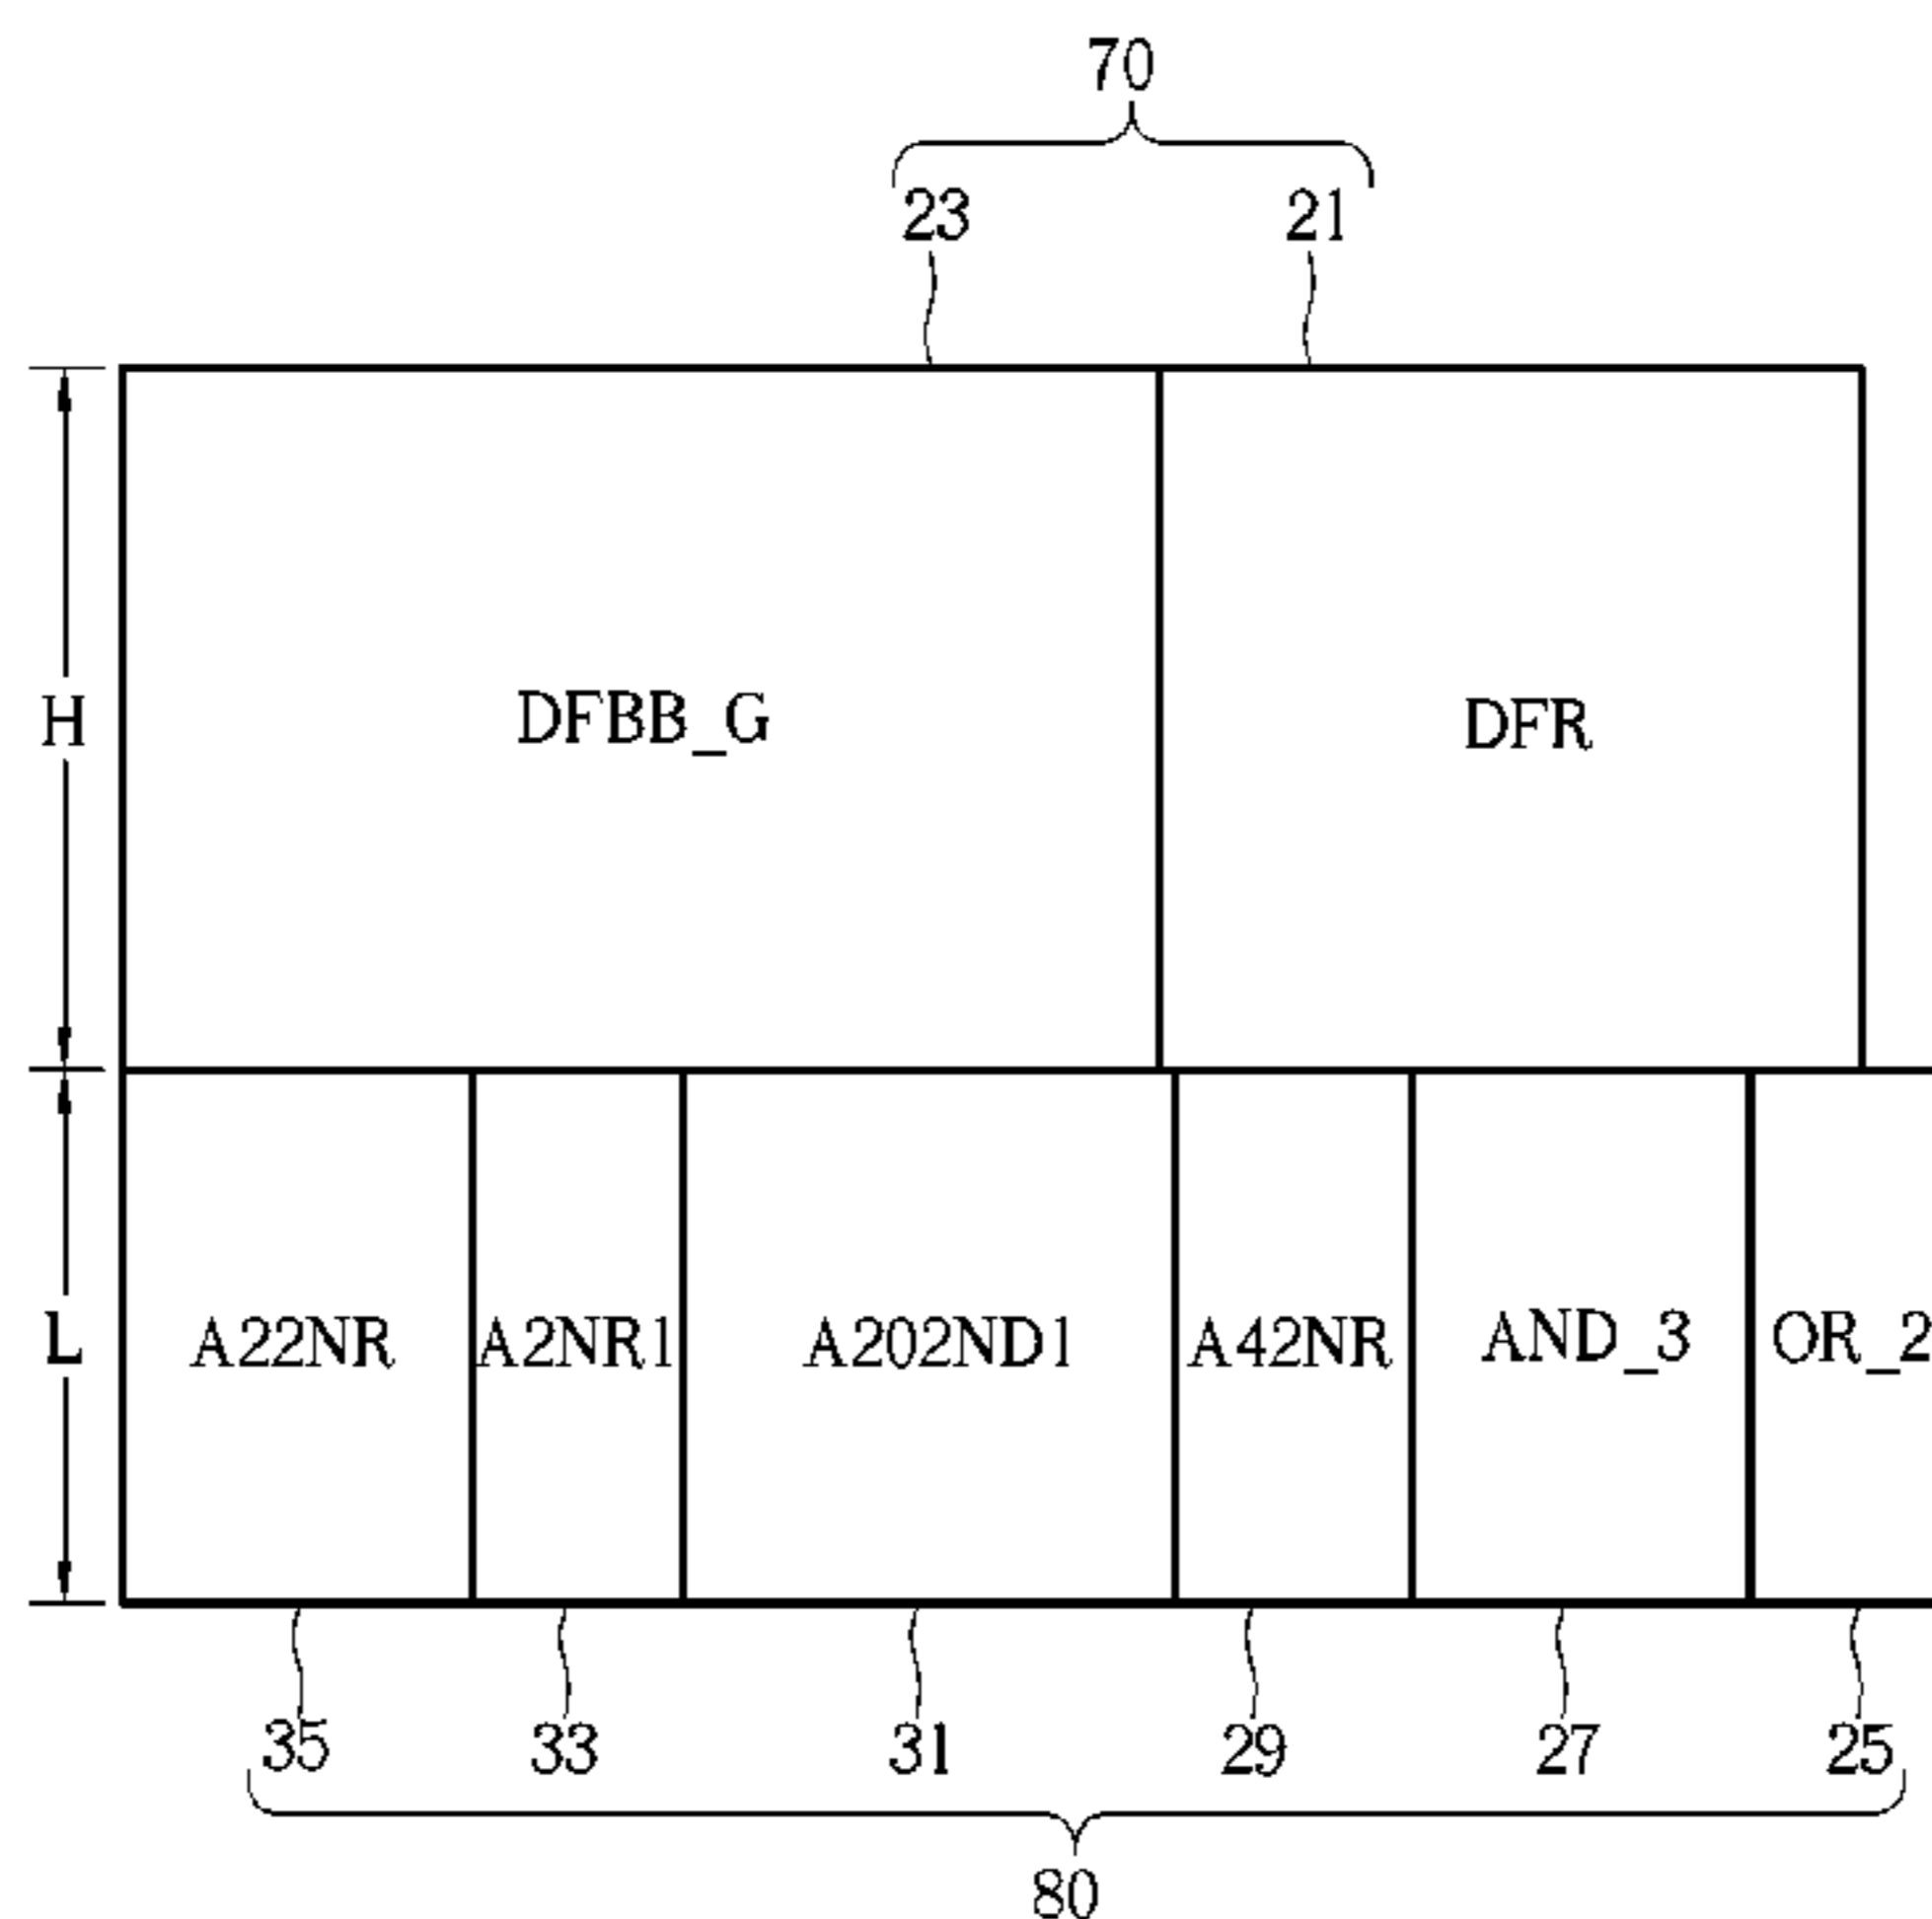 70
23 21
H DFBB_G DFR
L A22NR A2NR1 A202ND1 A42NR AND_3 OR_2
35 33 31 29 27 25
80